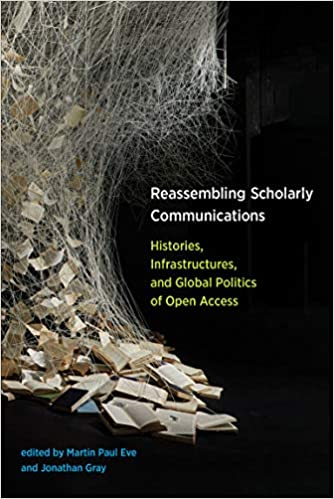 Reassembling Scholarly
Communications
Histories,
Infrastructures,
and Global Politics
of Open Access
edited by Martin Paul Eve
and Jonathan Gray